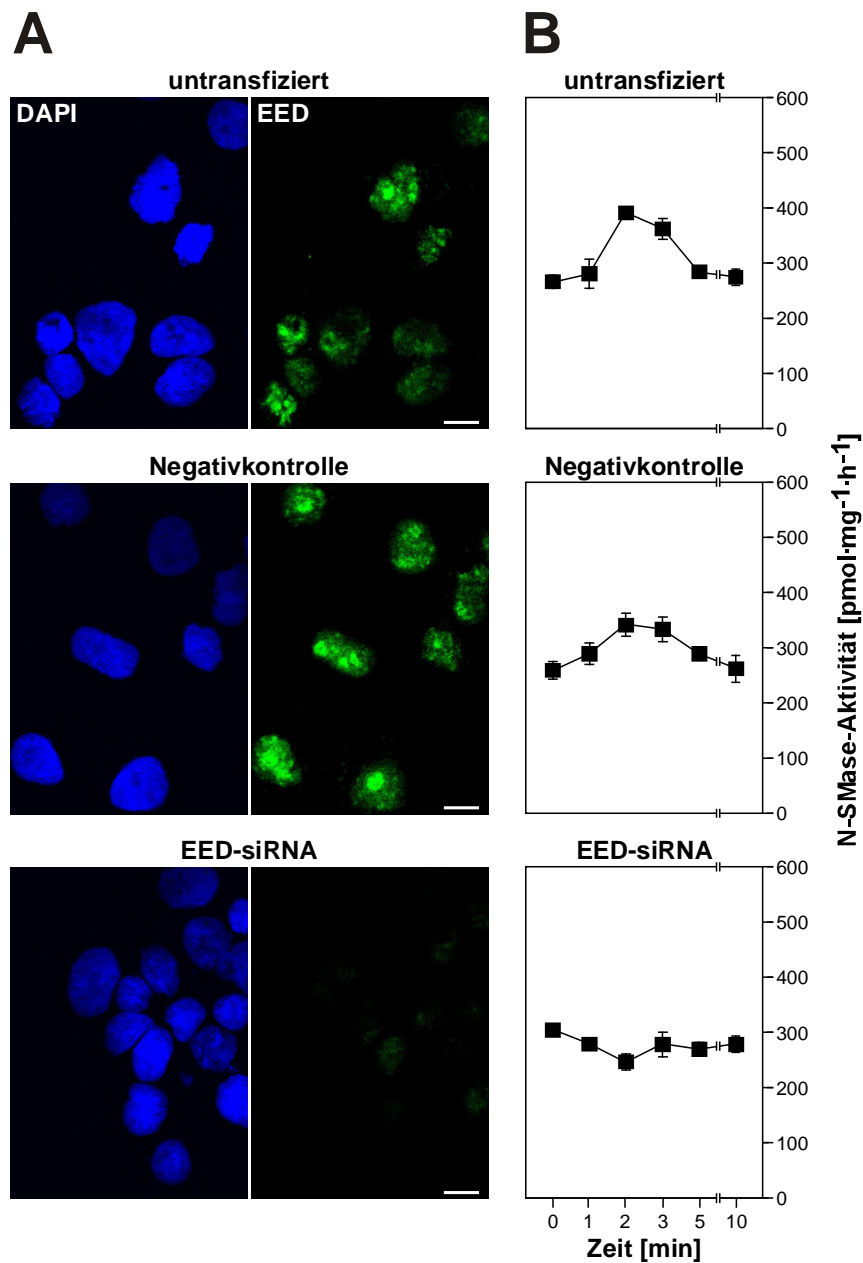 A
B
untransfiziert
untransfiziert
DAPI
EED
600
500
400
300
200
100
0
Negativkontrolle
Negativkontrolle
600
500
400
300
200
100
0
EED-siRNA
EED-siRNA
600
500
400
300
200
100
0
0 1 2 3 5 10
Zeit [min]
N-SMase-Aktivität [pmol·mg⁻¹·h⁻¹]